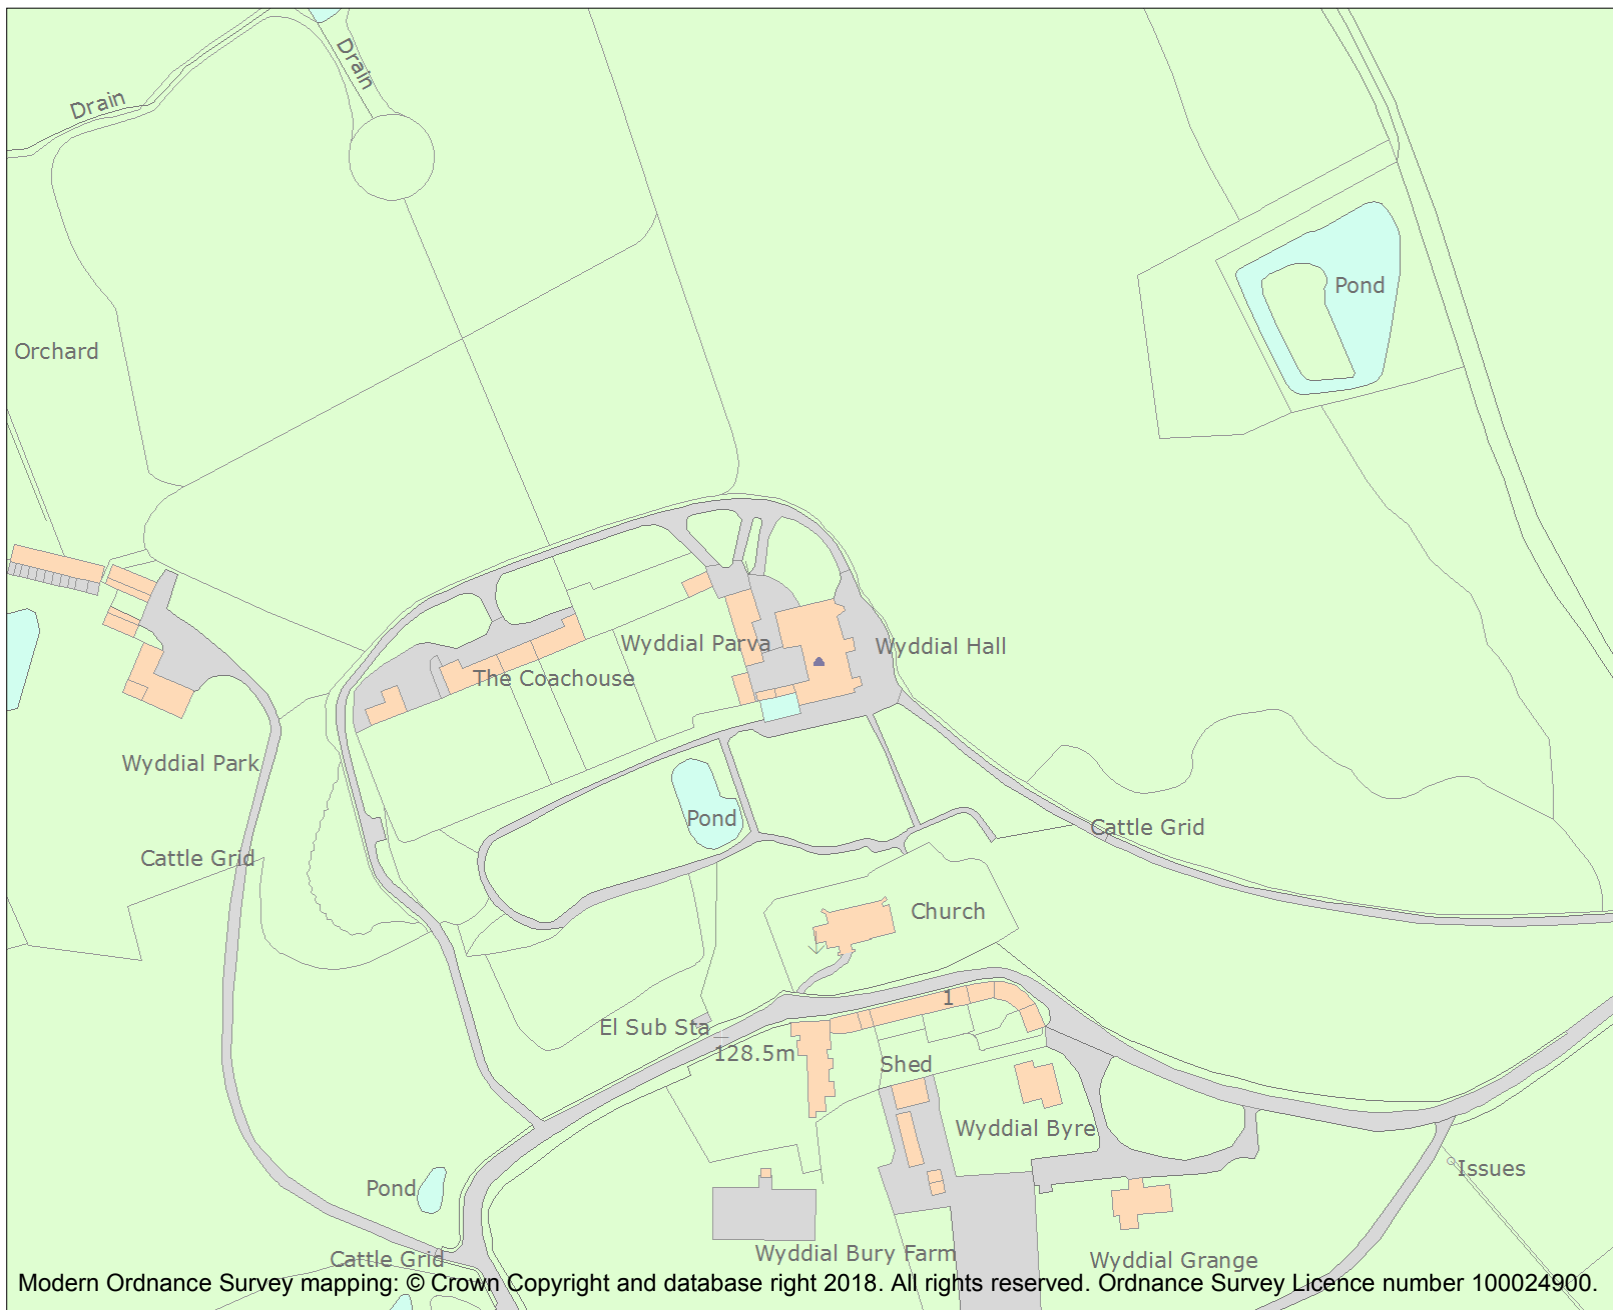 Drain
Drain
Pond
Orchard
Wyddial Parva
Wyddial Hall
The Coachouse
Wyddial Park
Pond
Cattle Grid
Cattle Grid
Church
1
El Sub Sta
128.5m
Shed
Wyddial Byre
Issues
Pond
Wyddial Bury Farm
Cattle Grid
Wyddial Grange
Modern Ordnance Survey mapping: © Crown Copyright and database right 2018. All rights reserved. Ordnance Survey Licence number 100024900.